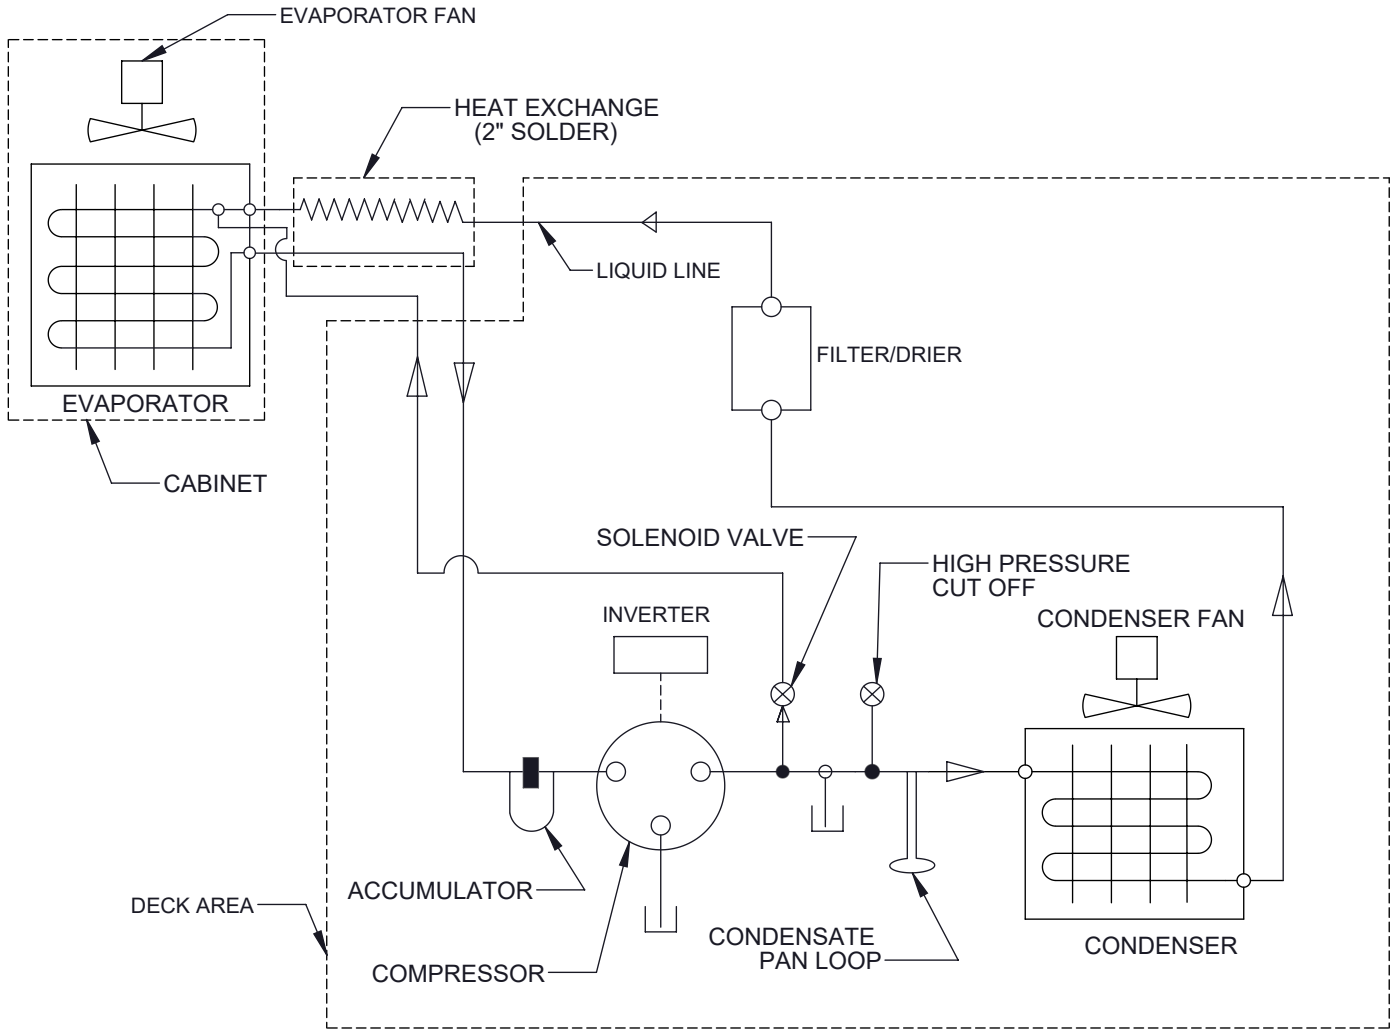 EVAPORATOR FAN
HEAT EXCHANGE
(2" SOLDER)
LIQUID LINE
FILTER/DRIER
EVAPORATOR
CABINET
SOLENOID VALVE
HIGH PRESSURE
CUT OFF
INVERTER
CONDENSER FAN
ACCUMULATOR
DECK AREA
CONDENSATE
PAN LOOP
CONDENSER
COMPRESSOR